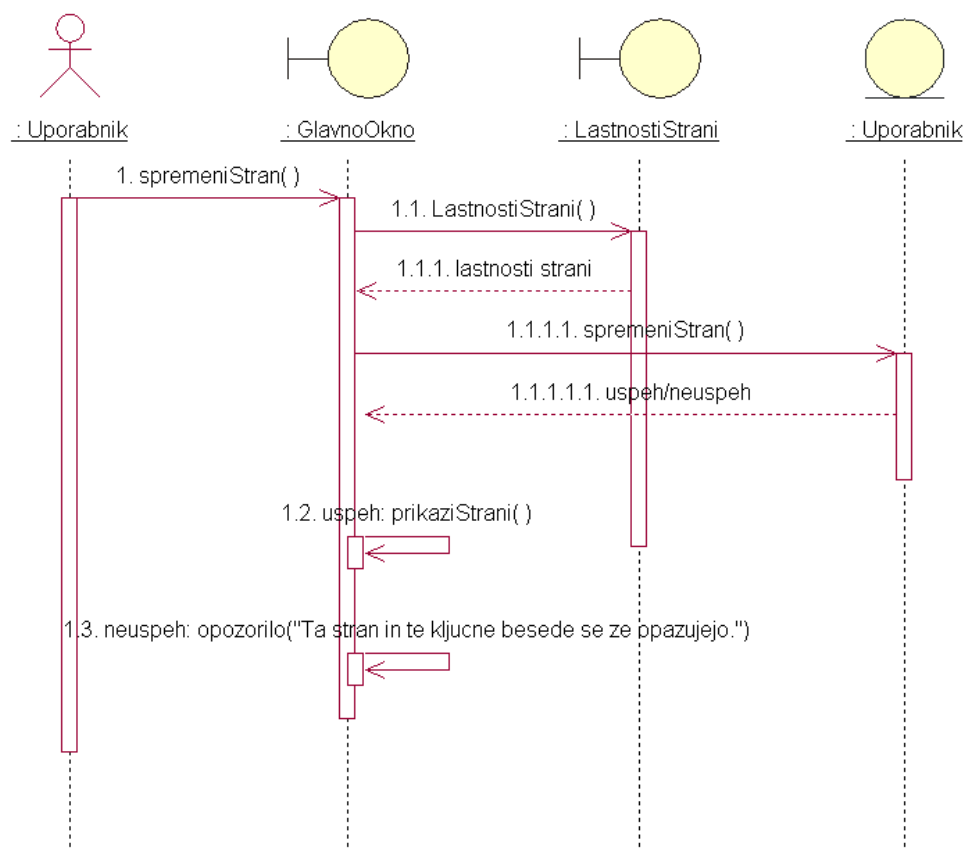 : Uporabnik
: GlavnoOkno
: LastnostiStrani
: Uporabnik
1. spremeniStran( )
1.1. LastnostiStrani( )
1.1.1. lastnosti strani
1.1.1.1. spremeniStran( )
1.1.1.1.1. uspeh/neuspeh
1.2. uspeh: prikaziStrani( )
1.3. neuspeh: opozorilo("Ta stran in te kljucne besede se ze opazujejo.")